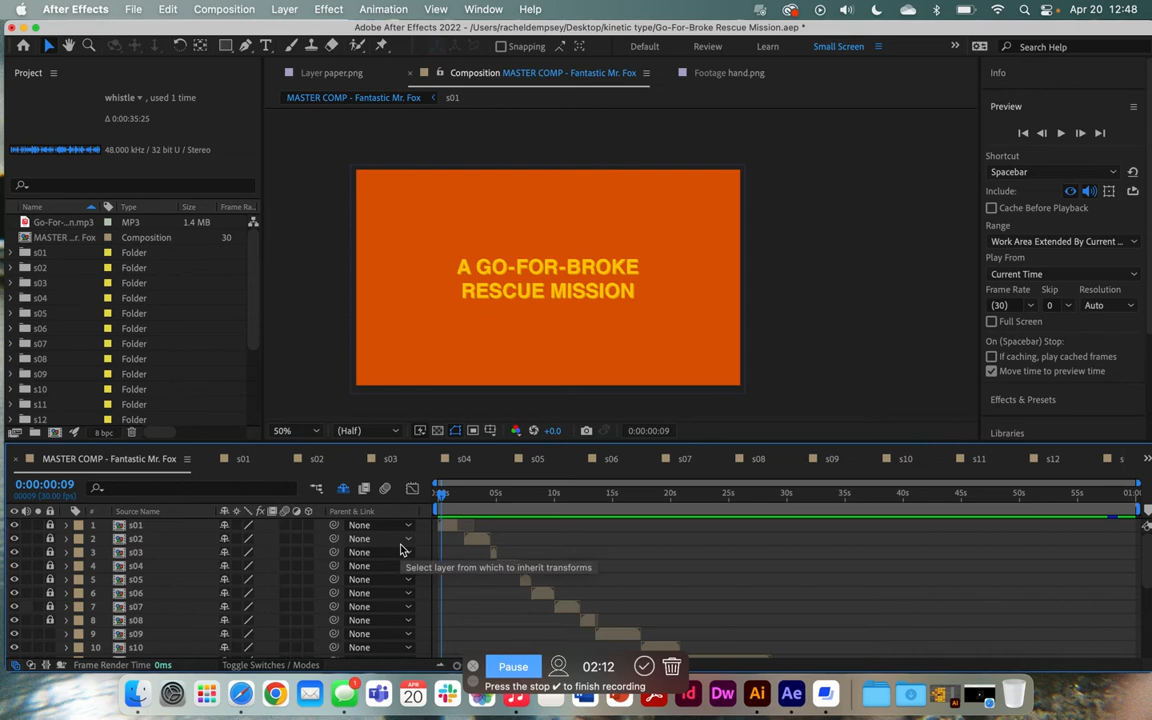 After Effects File Edit Composition Layer Effect Animation View Window Help Apr 20 12:48
Adobe After Effects 2022 - /Users/racheldempsey/Desktop/kinetic type/Go-For-Broke Rescue Mission.aep *
Snapping Default Review Learn Small Screen Search Help
Project Layer paper.png Composition MASTER COMP - Fantastic Mr. Fox Footage hand.png Info
whistle , used 1 time MASTER COMP - Fantastic Mr. Fox s01
Δ 0:00:35:25
48.000 kHz / 32 bit U / Stereo
Preview
Shortcut
Spacebar
Include:
Cache Before Playback
Range
Work Area Extended By Current ...
Play From
Current Time
Frame Rate Skip Resolution
(30) 0 Auto
Full Screen
On (Spacebar) Stop:
If caching, play cached frames
Move time to preview time
Effects & Presets
Libraries
Name Type Size Frame Ra...
Go-For-...n.mp3 MP3 1.4 MB
MASTER ...r. Fox Composition 30
s01 Folder
s02 Folder
s03 Folder
s04 Folder
s05 Folder
s06 Folder
s07 Folder
s08 Folder
s09 Folder
s10 Folder
s11 Folder
s12 Folder
8 bpc
A GO-FOR-BROKE
RESCUE MISSION
50% (Half) +0.0 0:00:00:09
MASTER COMP - Fantastic Mr. Fox s01 s02 s03 s04 s05 s06 s07 s08 s09 s10 s11 s12 s
0:00:00:09
00009 (30.00 fps)
05s 10s 15s 20s 25s 30s 35s 40s 45s 50s 55s 01:0
# Source Name fx Parent & Link
1 s01 None
2 s02 None
3 s03 None
4 s04 None
5 s05 None
6 s06 None
7 s07 None
8 s08 None
9 s09 None
10 s10 None
Select layer from which to inherit transforms
Frame Render Time 0ms Toggle Switches / Modes
Pause 02:12
Press the stop ✔ to finish recording
1
APR
20
Id Dw Ai Ae
Ai